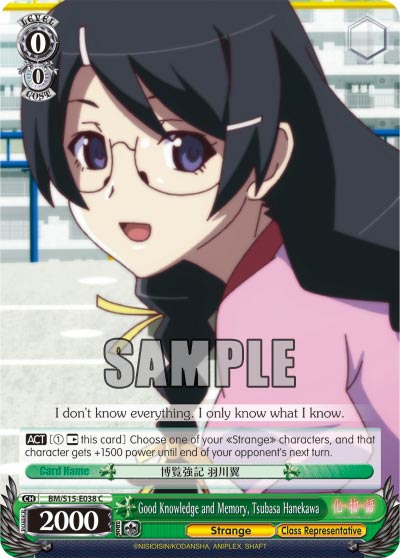 LEVEL
0
0
COST
SAMPLE
I don't know everything, I only know what I know.
ACT [① this card] Choose one of your «Strange» characters, and that
character gets +1500 power until end of your opponent's next turn.
Card Name 博覧強記 羽川翼
CH BM/S15-E038 C
Good Knowledge and Memory, Tsubasa Hanekawa 化物語
POWER 2000
SOUL
Strange Class Representative
©NISIOISIN/KODANSHA, ANIPLEX, SHAFT